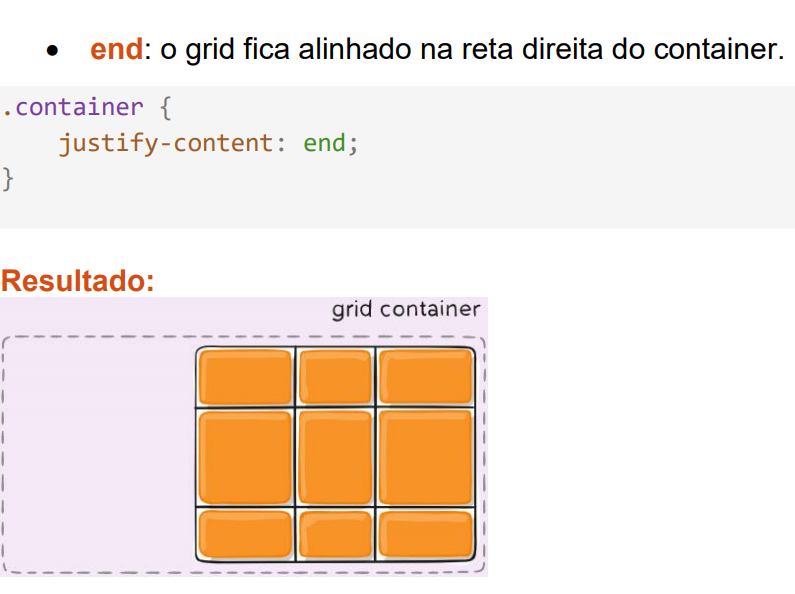 • end: o grid fica alinhado na reta direita do container.
.container {
    justify-content: end;
}
Resultado:
grid container